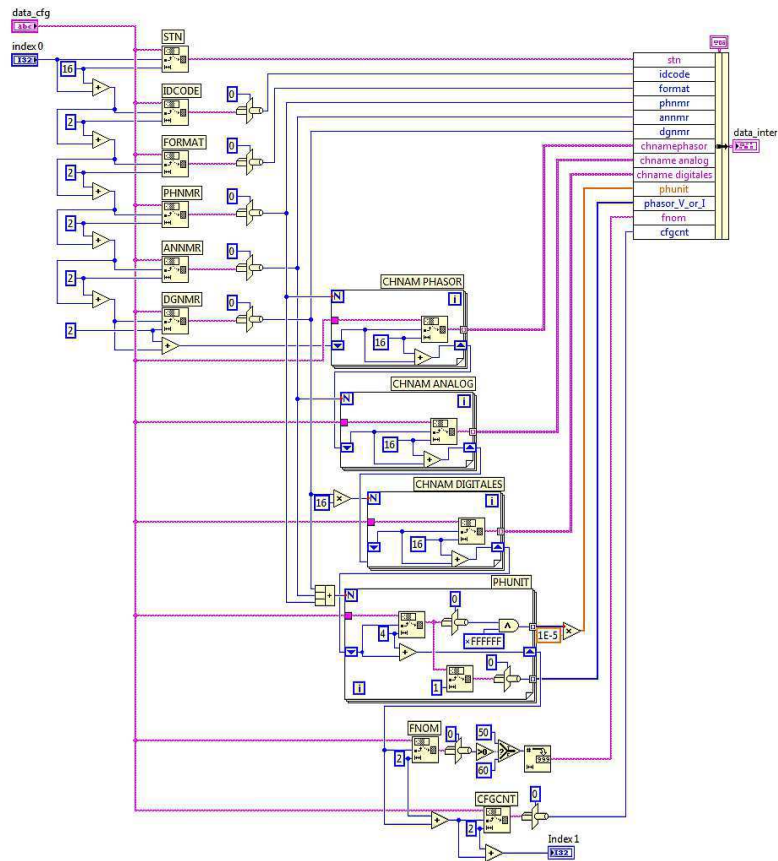 data_cfg
abc
index 0
I32
STN
16
IDCODE
0
2
FORMAT
0
2
PHNMR
0
2
ANNMR
0
2
DGNMR
0
2
stn
idcode
format
phnmr
annmr
dgnmr
chnamephasor
chname analog
chname digitales
phunit
phasor_V_or_I
fnom
cfgcnt
data_inter
CHNAM PHASOR
N
i
16
CHNAM ANALOG
N
i
16
CHNAM DIGITALES
16
N
i
16
PHUNIT
N
0
4
×FFFFFF
1E-5
0
i
1
FNOM
0
50
2
>0
60
CFGCNT
0
2
Index 1
I32